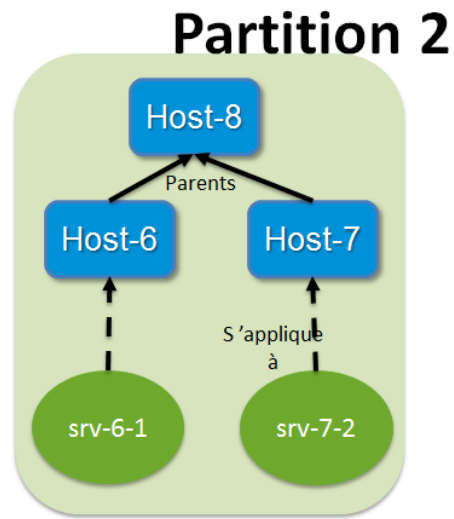 Partition 2
Host-8
Parents
Host-6
Host-7
S ’applique
à
srv-6-1
srv-7-2